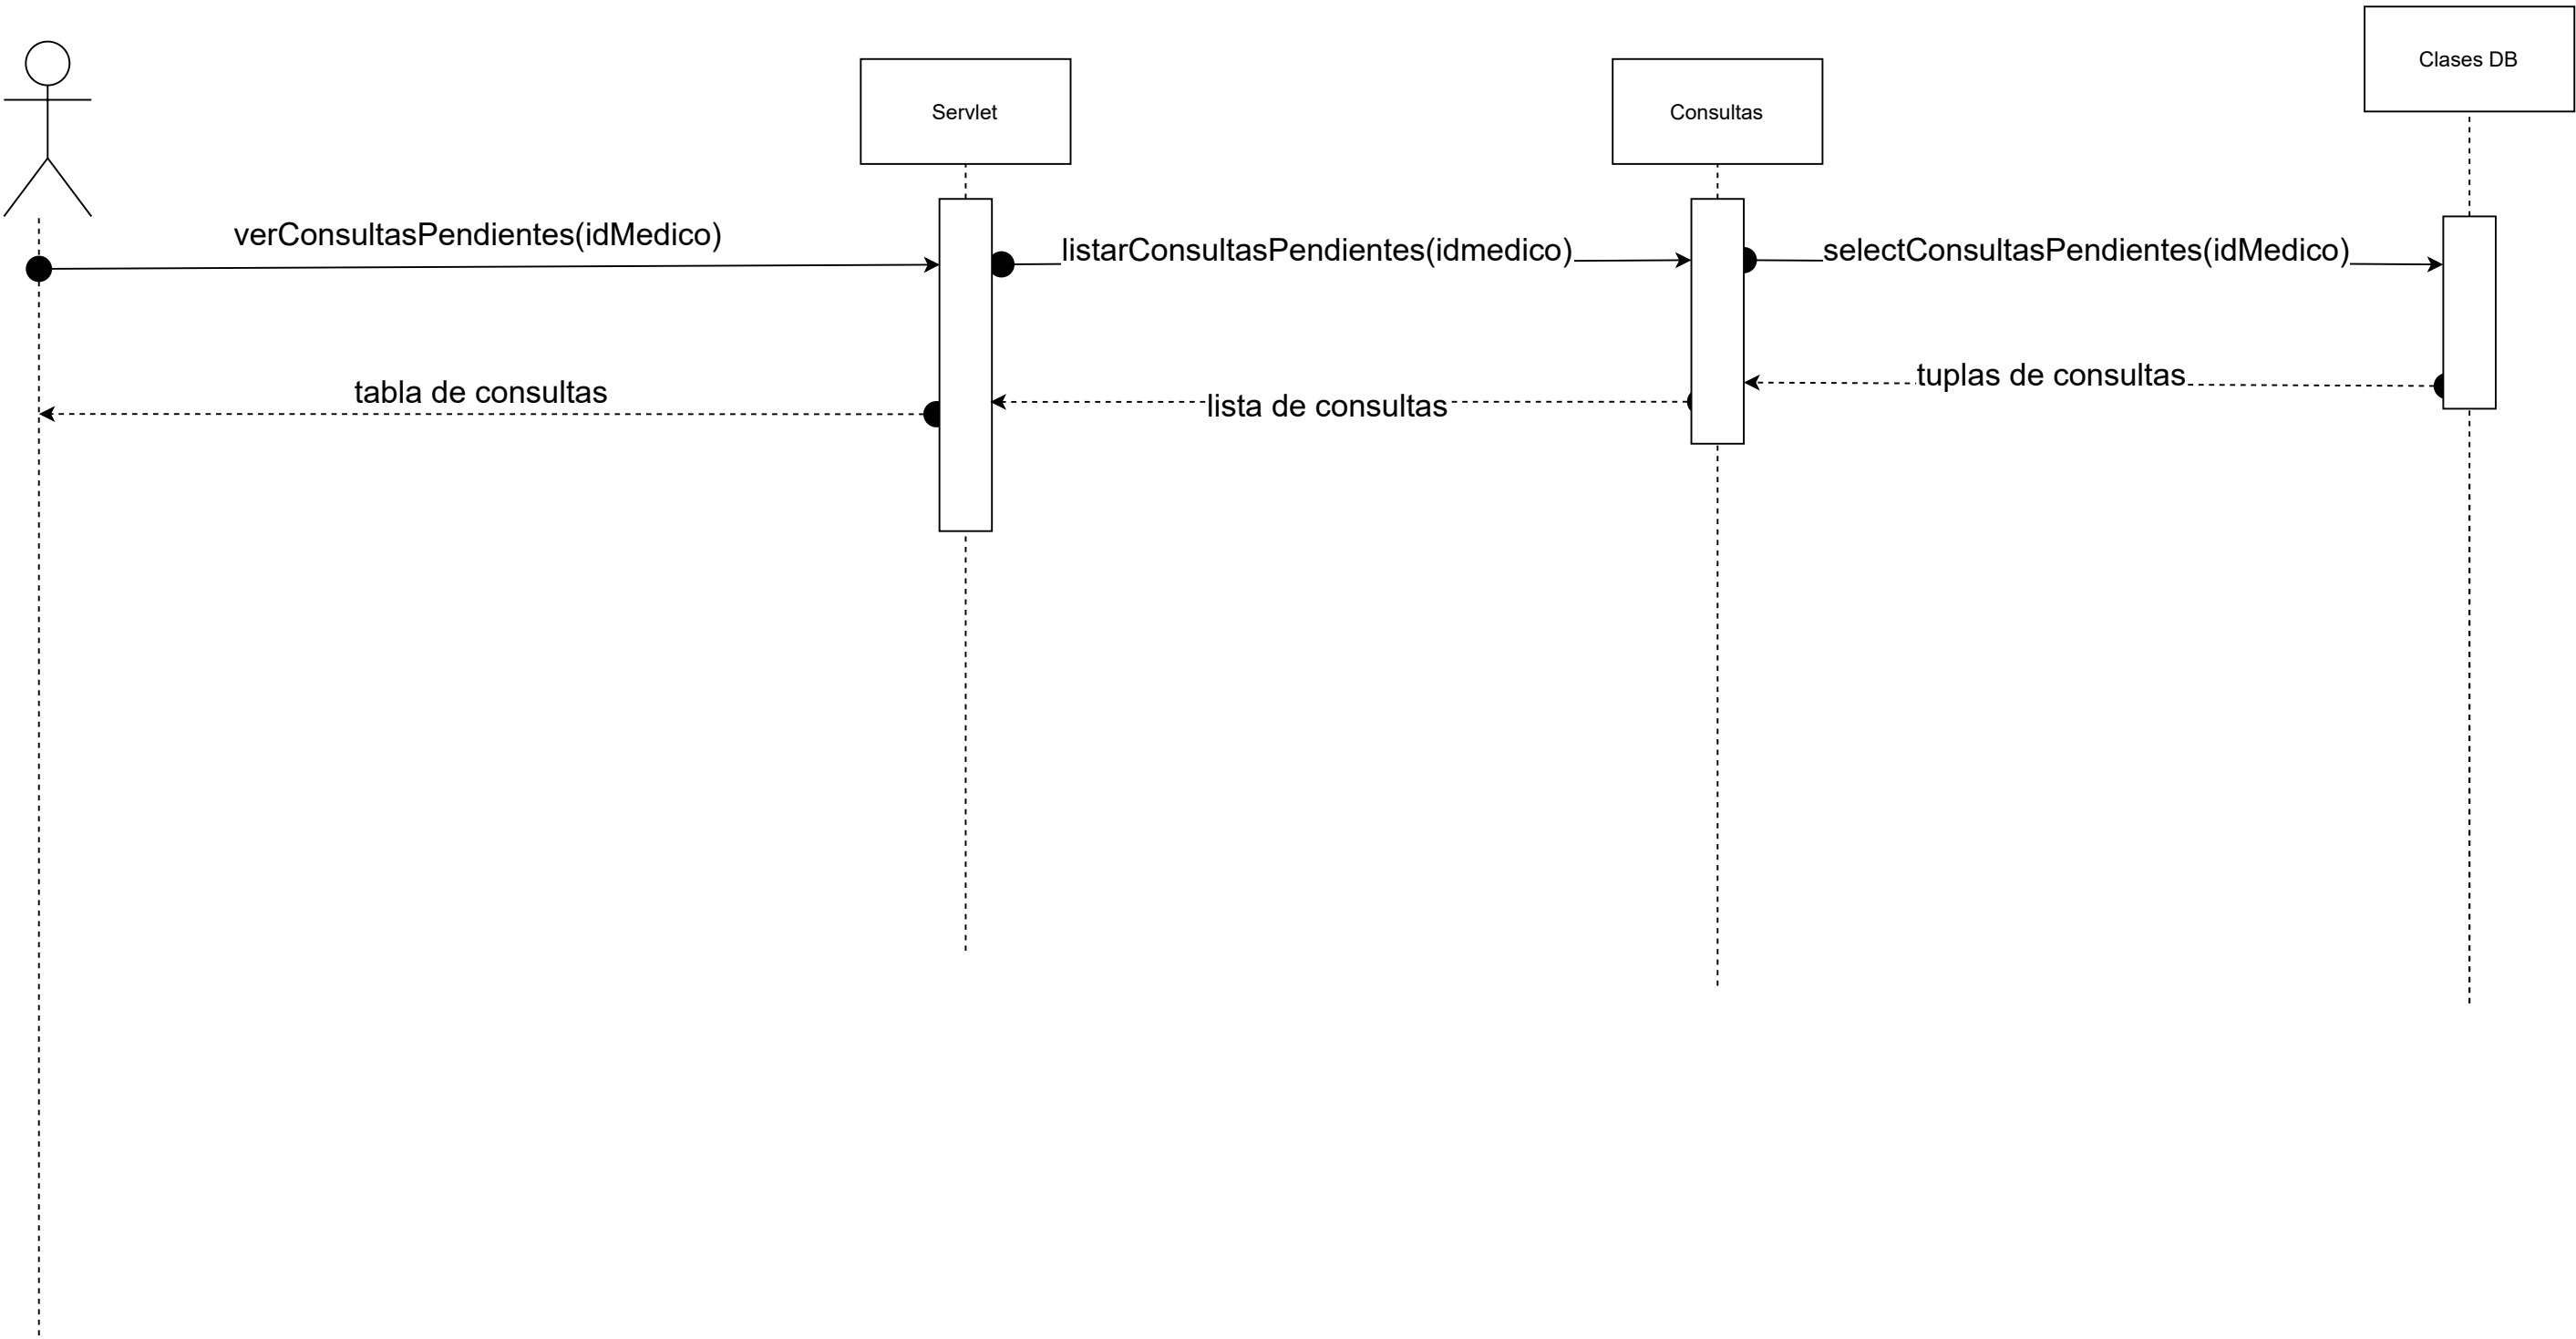 Servlet
Consultas
Clases DB
verConsultasPendientes(idMedico)
listarConsultasPendientes(idmedico)
selectConsultasPendientes(idMedico)
tabla de consultas
lista de consultas
tuplas de consultas